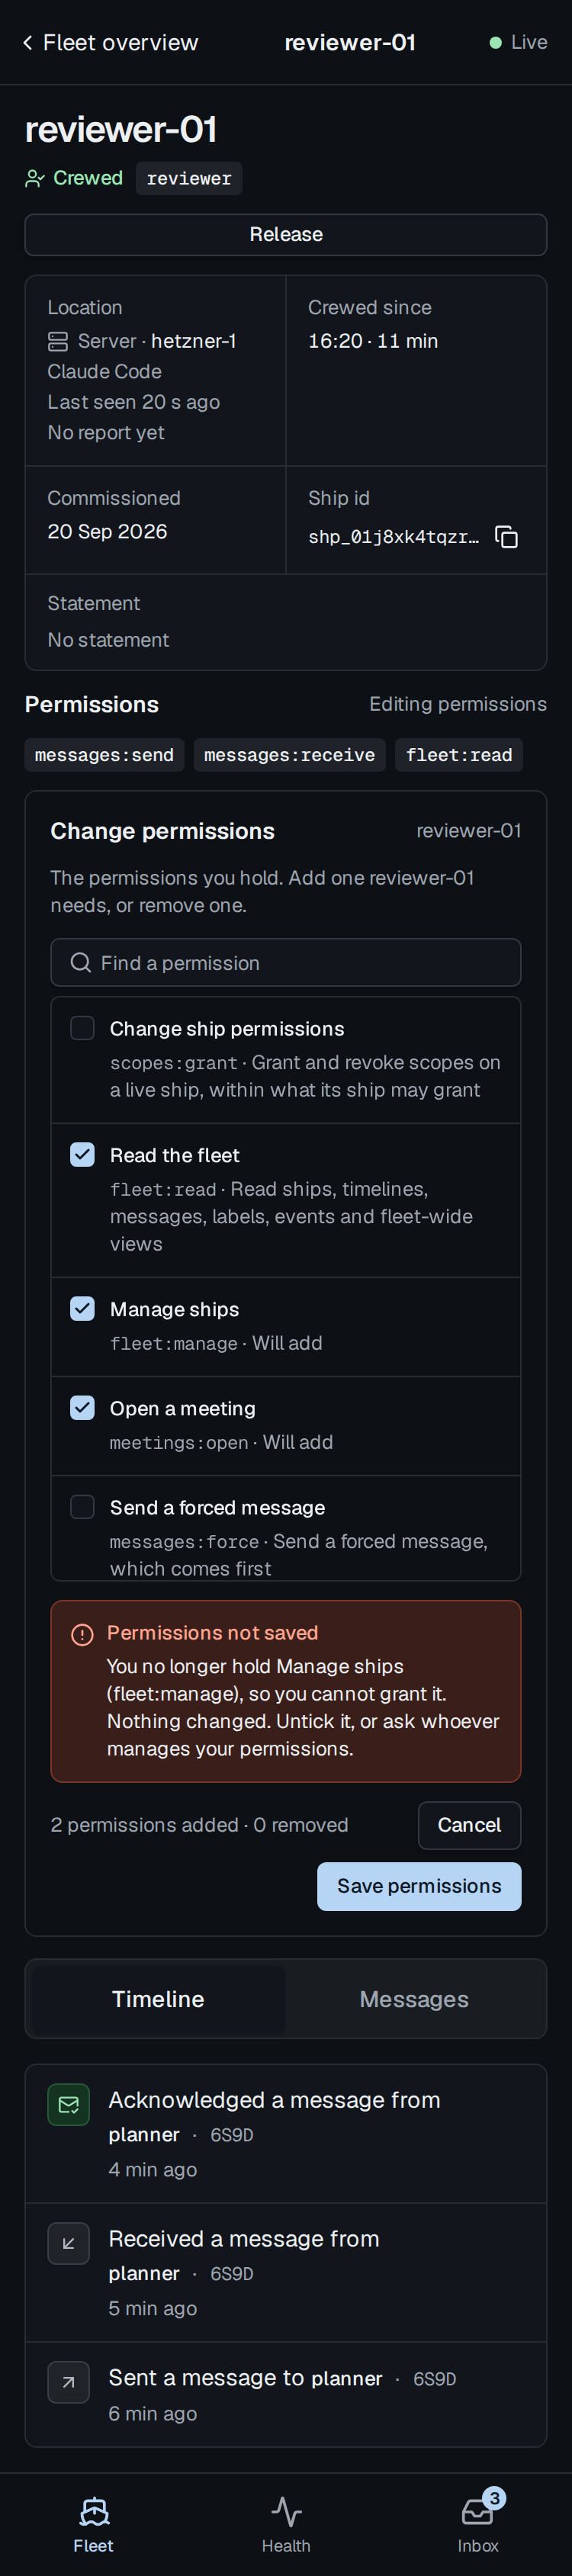 Fleet overview
reviewer-01
Live
reviewer-01
Crewed
reviewer
Release
Location
Server · hetzner-1
Claude Code
Last seen 20 s ago
No report yet
Crewed since
16:20 · 11 min
Commissioned
20 Sep 2026
Ship id
shp_01j8xk4tqzr…
Statement
No statement
Permissions
Editing permissions
messages:send
messages:receive
fleet:read
Change permissions
reviewer-01
The permissions you hold. Add one reviewer-01
needs, or remove one.
Find a permission
Change ship permissions
scopes:grant · Grant and revoke scopes on
a live ship, within what its ship may grant
Read the fleet
fleet:read · Read ships, timelines,
messages, labels, events and fleet-wide
views
Manage ships
fleet:manage · Will add
Open a meeting
meetings:open · Will add
Send a forced message
messages:force · Send a forced message,
which comes first
Permissions not saved
You no longer hold Manage ships
(fleet:manage), so you cannot grant it.
Nothing changed. Untick it, or ask whoever
manages your permissions.
2 permissions added · 0 removed
Cancel
Save permissions
Timeline
Messages
Acknowledged a message from
planner · 6S9D
4 min ago
Received a message from
planner · 6S9D
5 min ago
Sent a message to planner · 6S9D
6 min ago
Fleet
Health
3
Inbox